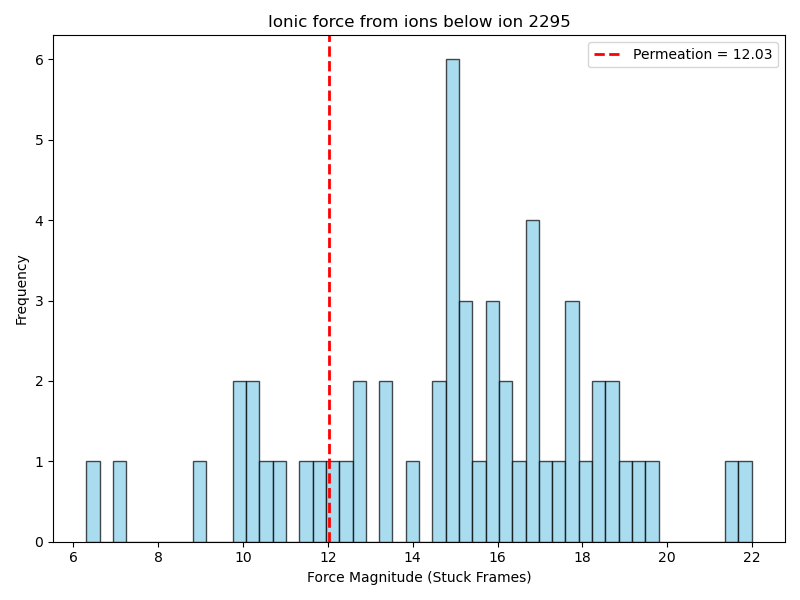 Ionic force from ions below ion 2295
Permeation = 12.03
Frequency
6
5
4
3
2
1
0
6 8 10 12 14 16 18 20 22
Force Magnitude (Stuck Frames)